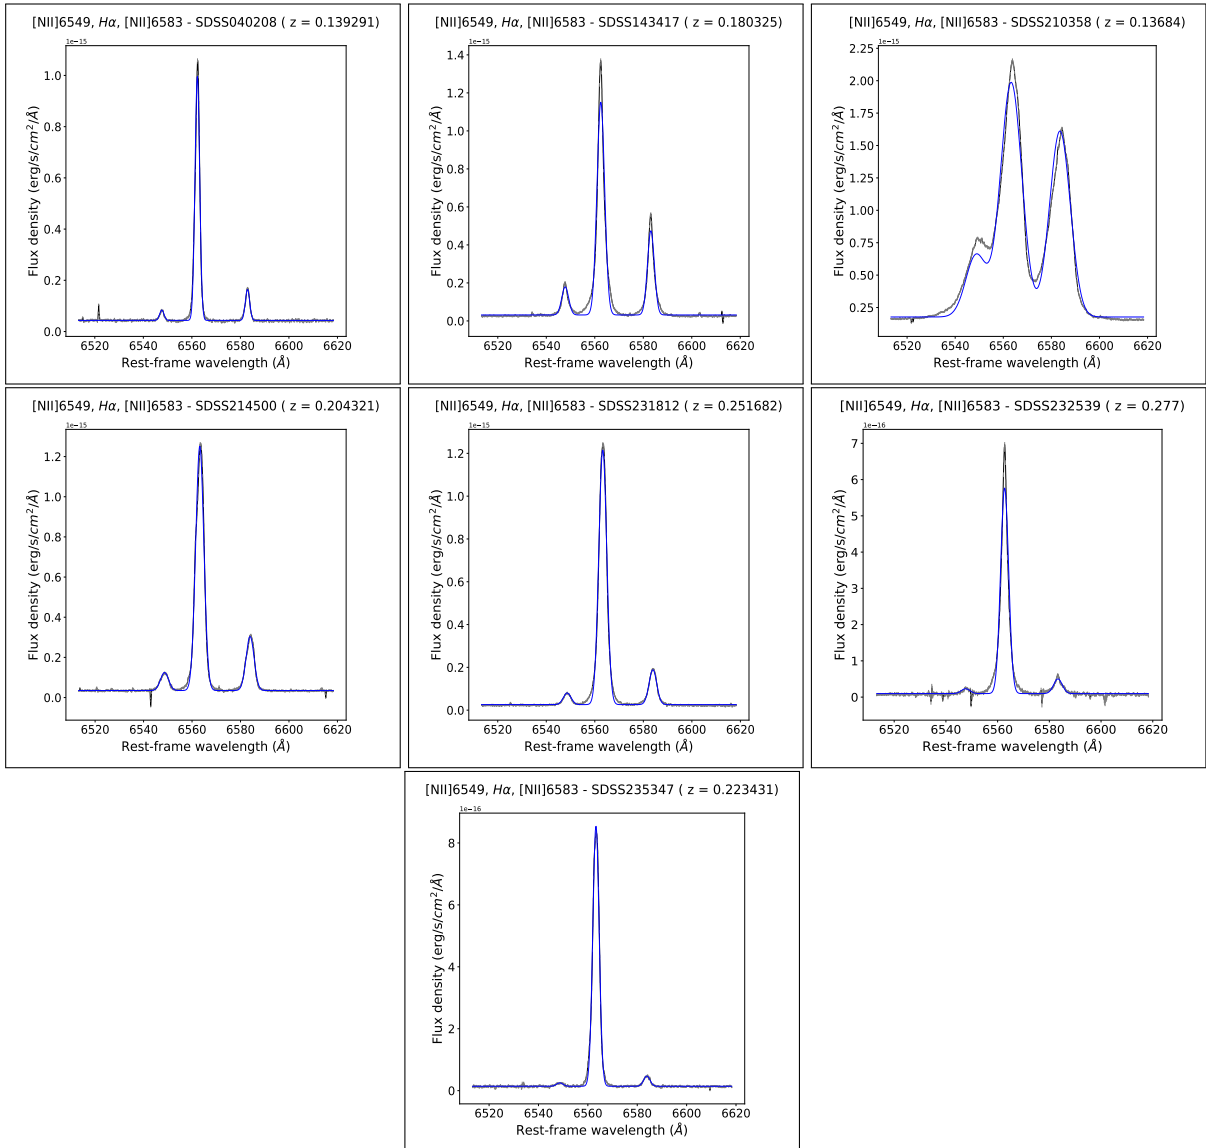 [NII]6549, Hα, [NII]6583 - SDSS040208 ( z = 0.139291)
1e−15
Flux density (erg/s/cm²/Å)
1.0
0.8
0.6
0.4
0.2
0.0
6520 6540 6560 6580 6600 6620
Rest-frame wavelength (Å)
[NII]6549, Hα, [NII]6583 - SDSS143417 ( z = 0.180325)
1e−15
Flux density (erg/s/cm²/Å)
1.4
1.2
1.0
0.8
0.6
0.4
0.2
0.0
6520 6540 6560 6580 6600 6620
Rest-frame wavelength (Å)
[NII]6549, Hα, [NII]6583 - SDSS210358 ( z = 0.13684)
1e−15
Flux density (erg/s/cm²/Å)
2.25
2.00
1.75
1.50
1.25
1.00
0.75
0.50
0.25
6520 6540 6560 6580 6600 6620
Rest-frame wavelength (Å)
[NII]6549, Hα, [NII]6583 - SDSS214500 ( z = 0.204321)
1e−15
Flux density (erg/s/cm²/Å)
1.2
1.0
0.8
0.6
0.4
0.2
0.0
6520 6540 6560 6580 6600 6620
Rest-frame wavelength (Å)
[NII]6549, Hα, [NII]6583 - SDSS231812 ( z = 0.251682)
1e−15
Flux density (erg/s/cm²/Å)
1.2
1.0
0.8
0.6
0.4
0.2
0.0
6520 6540 6560 6580 6600 6620
Rest-frame wavelength (Å)
[NII]6549, Hα, [NII]6583 - SDSS232539 ( z = 0.277)
1e−16
Flux density (erg/s/cm²/Å)
7
6
5
4
3
2
1
0
6520 6540 6560 6580 6600 6620
Rest-frame wavelength (Å)
[NII]6549, Hα, [NII]6583 - SDSS235347 ( z = 0.223431)
1e−16
Flux density (erg/s/cm²/Å)
8
6
4
2
0
6520 6540 6560 6580 6600 6620
Rest-frame wavelength (Å)